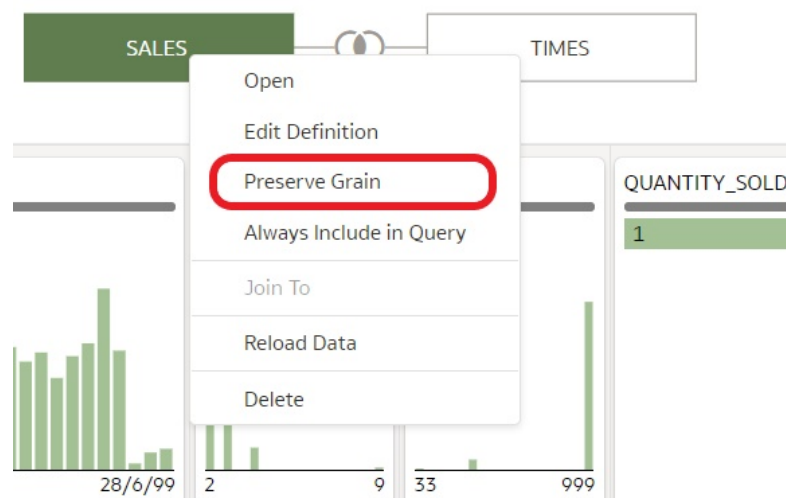 SALES
TIMES
Open
Edit Definition
Preserve Grain
Always Include in Query
Join To
Reload Data
Delete
QUANTITY_SOLD
1
28/6/99
2
9
33
999